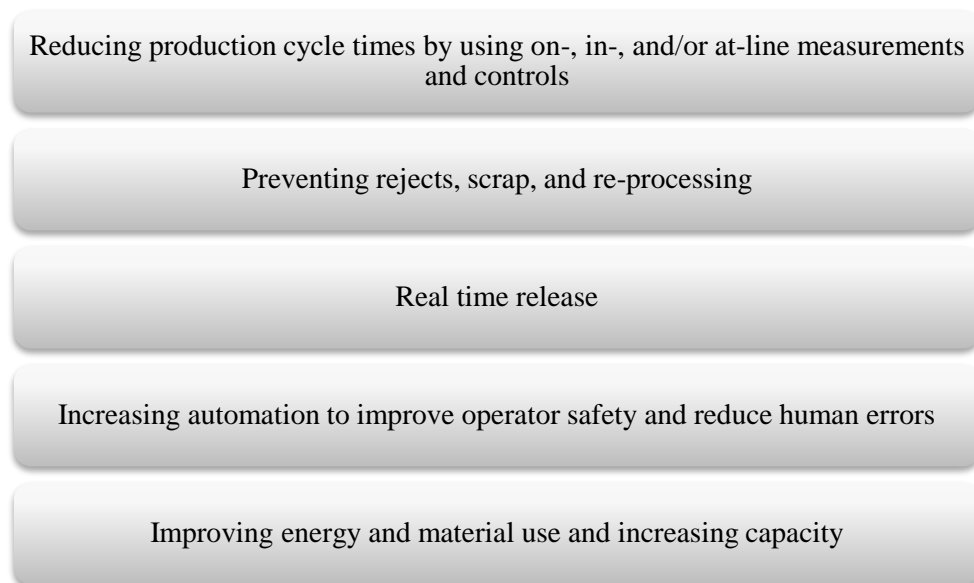 Reducing production cycle times by using on-, in-, and/or at-line measurements
and controls
Preventing rejects, scrap, and re-processing
Real time release
Increasing automation to improve operator safety and reduce human errors
Improving energy and material use and increasing capacity